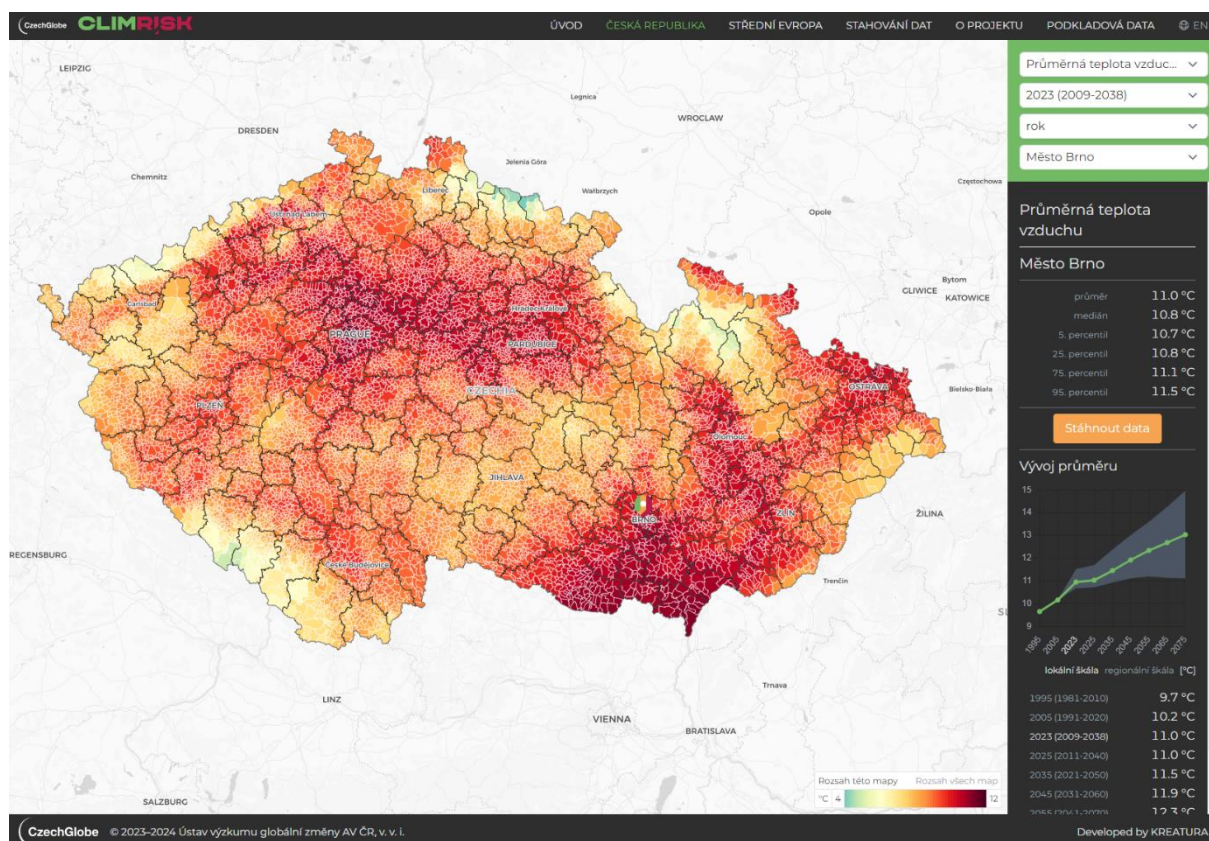 CzechGlobe CLIMRISK
ÚVOD ČESKÁ REPUBLIKA STŘEDNÍ EVROPA STAHOVÁNÍ DAT O PROJEKTU PODKLADOVÁ DATA EN
Průměrná teplota vzduc...
2023 (2009-2038)
rok
Město Brno
Průměrná teplota
vzduchu
Město Brno
průměr 11.0 °C
medián 10.8 °C
5. percentil 10.7 °C
25. percentil 10.8 °C
75. percentil 11.1 °C
95. percentil 11.5 °C
Stáhnout data
Vývoj průměru
15
14
13
12
11
10
9
1995 2005 2023 2025 2035 2045 2055 2065 2075
lokální škála regionální škála [°C]
1995 (1981-2010) 9.7 °C
2005 (1991-2020) 10.2 °C
2023 (2009-2038) 11.0 °C
2025 (2011-2040) 11.0 °C
2035 (2021-2050) 11.5 °C
2045 (2031-2060) 11.9 °C
2055 (2041-2070) 12.3 °C
LEIPZIG
Legnica
WROCLAW
DRESDEN
Jelenia Góra
Chemnitz
Wałbrzych
Częstochowa
Liberec
Opole
Ústí nad Labem
Bytom
GLIWICE
KATOWICE
Carlsbad
Hradec Králové
PRAGUE
PARDUBICE
CZECHIA
OSTRAVA
Bielsko-Biała
PLZEŇ
Olomouc
JIHLAVA
BRNO
ZLÍN
ŽILINA
REGENSBURG
České Budějovice
Trenčín
Trnava
LINZ
VIENNA
BRATISLAVA
SALZBURG
Rozsah této mapy Rozsah všech map
°C 4 12
CzechGlobe © 2023–2024 Ústav výzkumu globální změny AV ČR, v. v. i.
Developed by KREATURA